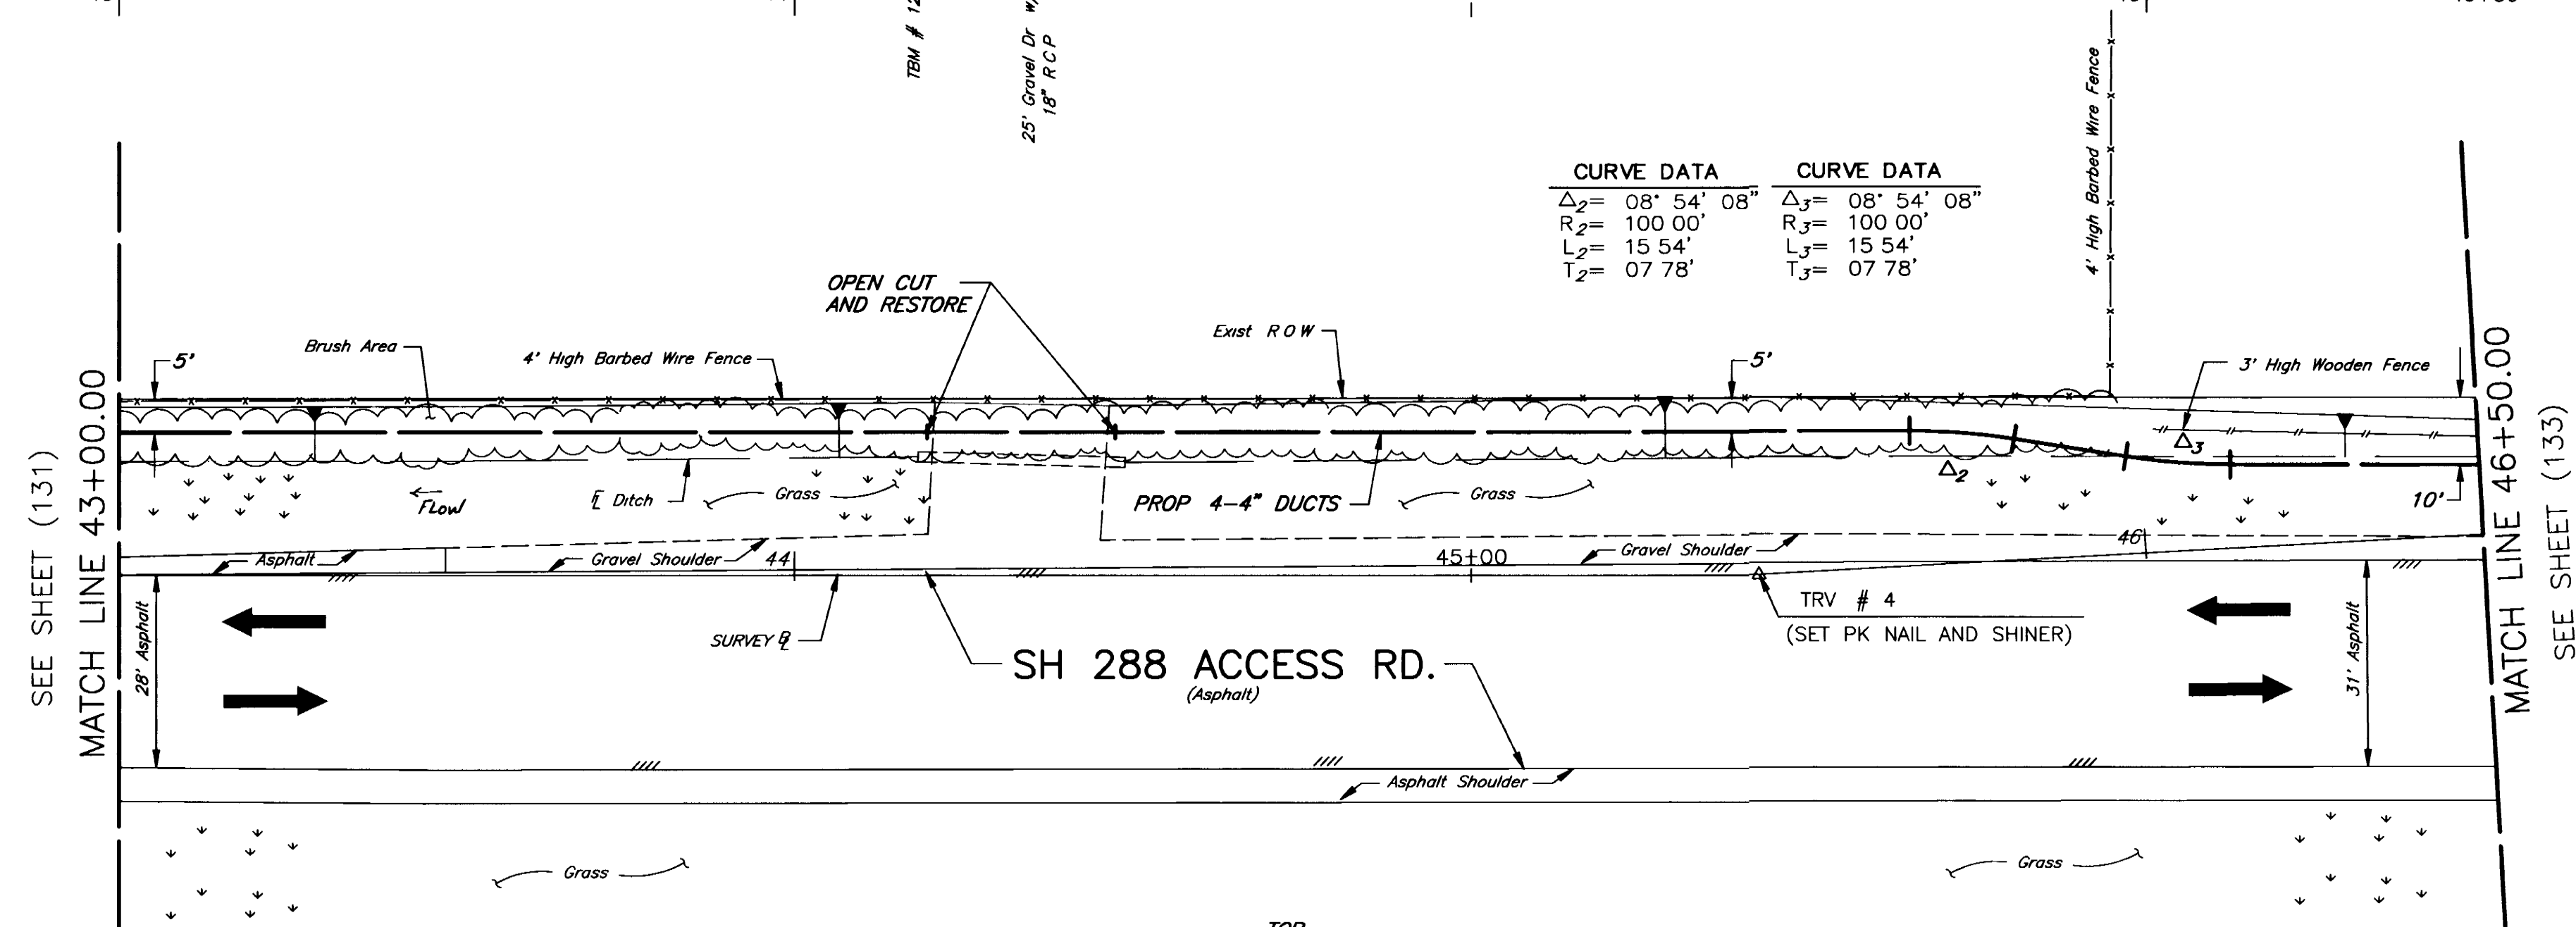 TBM # 12
25' Gravel Dr w/
18" RCP
4' High Barbed Wire Fence
CURVE DATA
Δ2= 08° 54' 08"
R2= 100 00'
L2= 15 54'
T2= 07 78'
CURVE DATA
Δ3= 08° 54' 08"
R3= 100 00'
L3= 15 54'
T3= 07 78'
OPEN CUT
AND RESTORE
Exist R O W
Brush Area
5'
4' High Barbed Wire Fence
5'
3' High Wooden Fence
SEE SHEET (131)
MATCH LINE 43+00.00
MATCH LINE 46+50.00
SEE SHEET (133)
Δ3
Δ2
Flow
℄ Ditch
Grass
PROP 4-4" DUCTS
Grass
10'
Asphalt
Gravel Shoulder
44
45+00
Gravel Shoulder
46
28' Asphalt
SURVEY ℄
TRV # 4
(SET PK NAIL AND SHINER)
SH 288 ACCESS RD.
(Asphalt)
31' Asphalt
Asphalt Shoulder
Grass
Grass